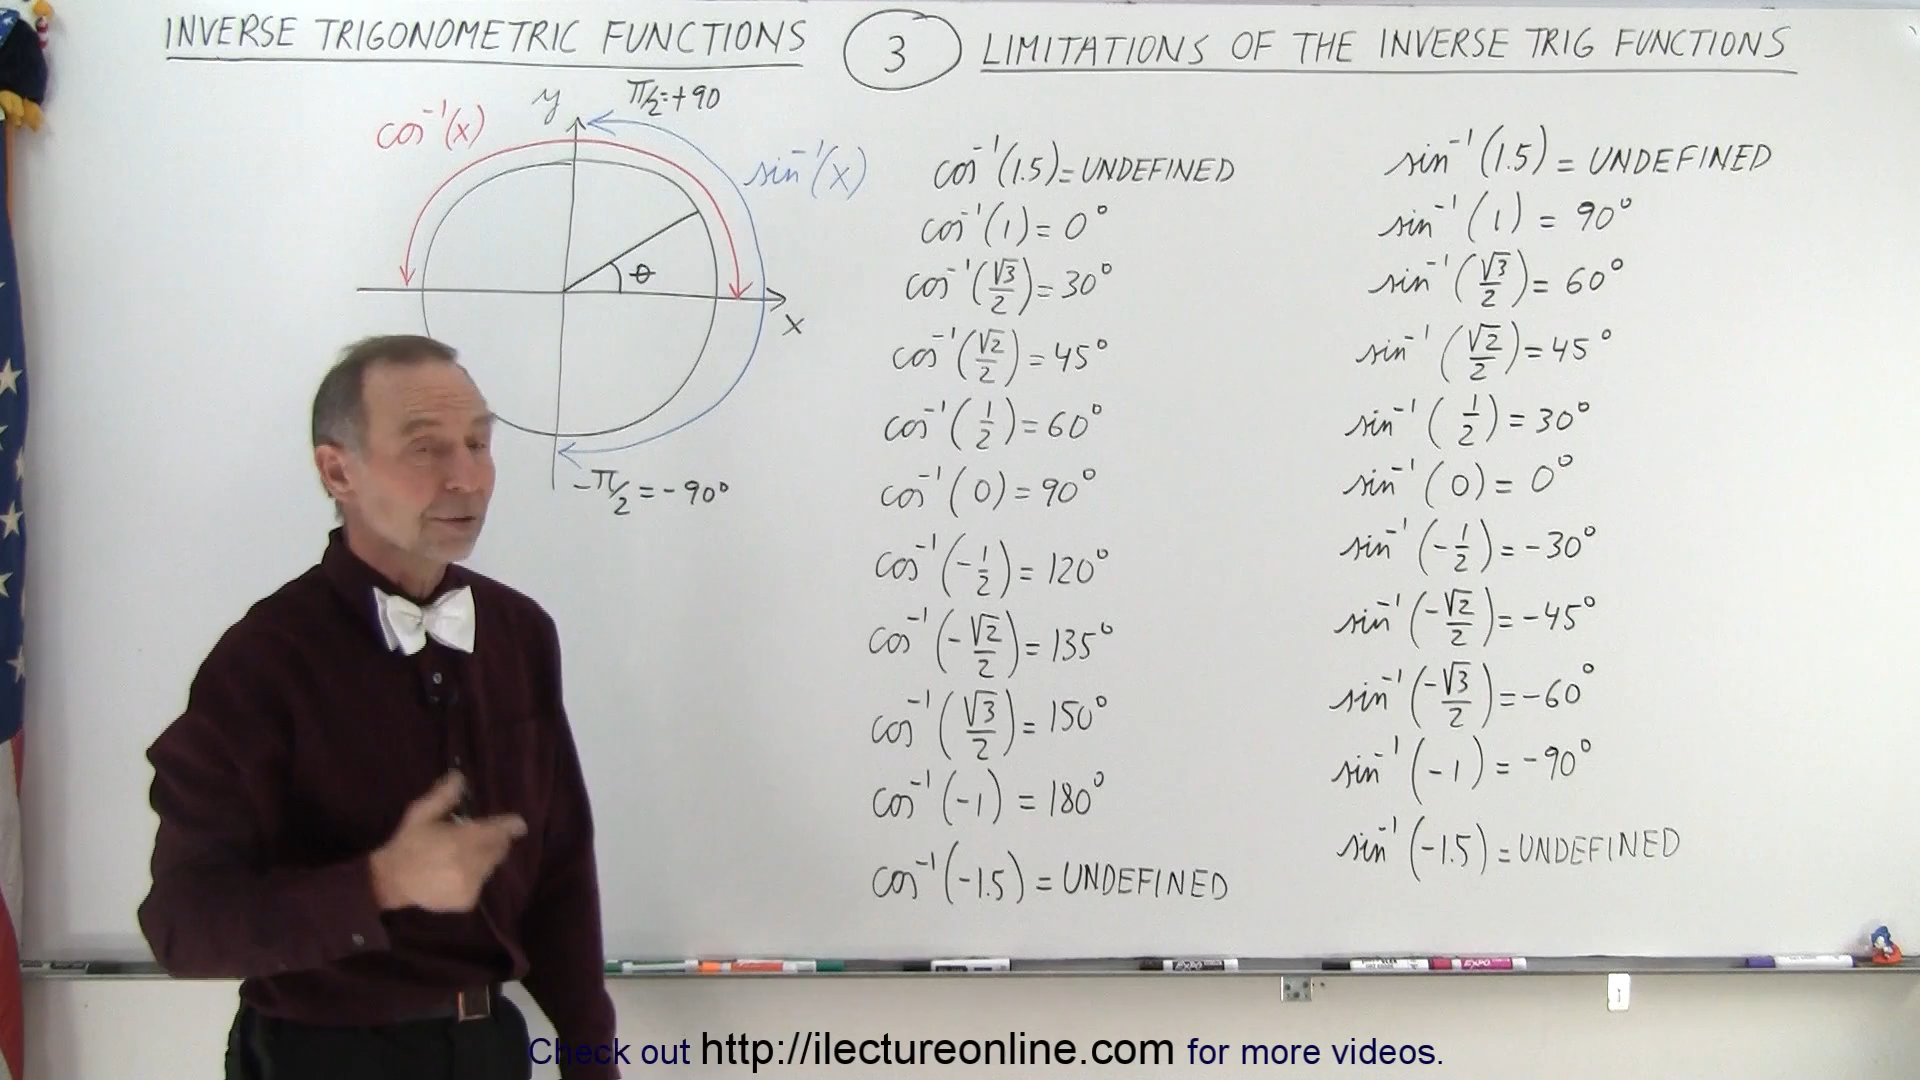 INVERSE TRIGONOMETRIC FUNCTIONS
3
LIMITATIONS OF THE INVERSE TRIG FUNCTIONS
cos⁻¹(x)
y
π/2=+90
sin⁻¹(x)
θ
x
-π/2=-90°
cos⁻¹(1.5)=UNDEFINED
cos⁻¹(1)=0°
cos⁻¹(√3/2)=30°
cos⁻¹(√2/2)=45°
cos⁻¹(1/2)=60°
cos⁻¹(0)=90°
cos⁻¹(-1/2)=120°
cos⁻¹(-√2/2)=135°
cos⁻¹(√3/2)=150°
cos⁻¹(-1)=180°
cos⁻¹(-1.5)=UNDEFINED
sin⁻¹(1.5)=UNDEFINED
sin⁻¹(1)=90°
sin⁻¹(√3/2)=60°
sin⁻¹(√2/2)=45°
sin⁻¹(1/2)=30°
sin⁻¹(0)=0°
sin⁻¹(-1/2)=-30°
sin⁻¹(-√2/2)=-45°
sin⁻¹(-√3/2)=-60°
sin⁻¹(-1)=-90°
sin⁻¹(-1.5)=UNDEFINED
EXPO
EXPO
Check out http://ilectureonline.com for more videos.